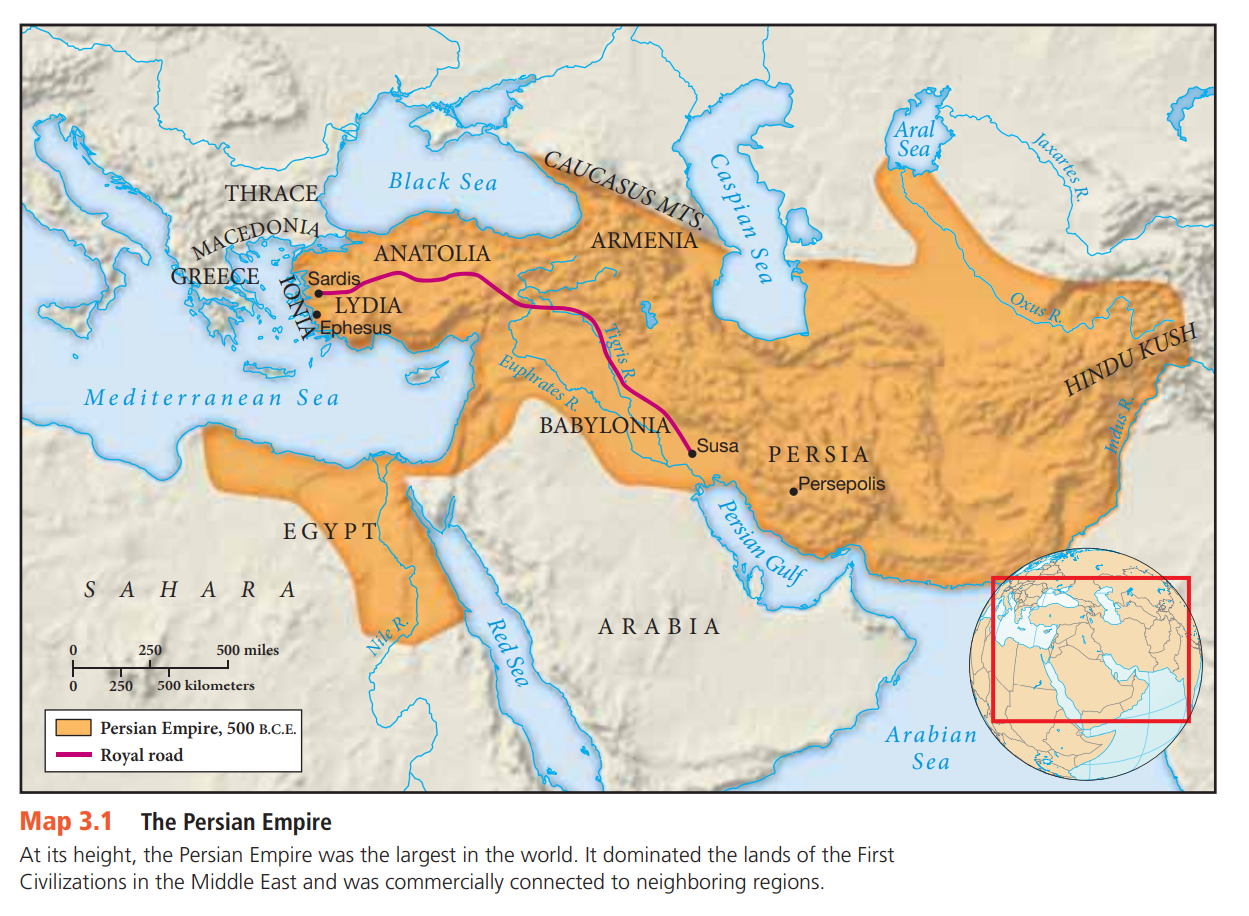 Aral
Sea
Jaxartes R.
Black Sea
CAUCASUS MTS.
Caspian Sea
THRACE
MACEDONIA
ARMENIA
ANATOLIA
GREECE
Sardis
IONIA
LYDIA
Ephesus
Oxus R.
Tigris R.
HINDU KUSH
Euphrates R.
Mediterranean Sea
BABYLONIA
Indus R.
Susa
PERSIA
Persepolis
EGYPT
Persian Gulf
SAHARA
ARABIA
Nile R.
Red Sea
0 250 500 miles
0 250 500 kilometers
Persian Empire, 500 B.C.E.
Royal road
Arabian
Sea
Map 3.1 The Persian Empire
At its height, the Persian Empire was the largest in the world. It dominated the lands of the First
Civilizations in the Middle East and was commercially connected to neighboring regions.